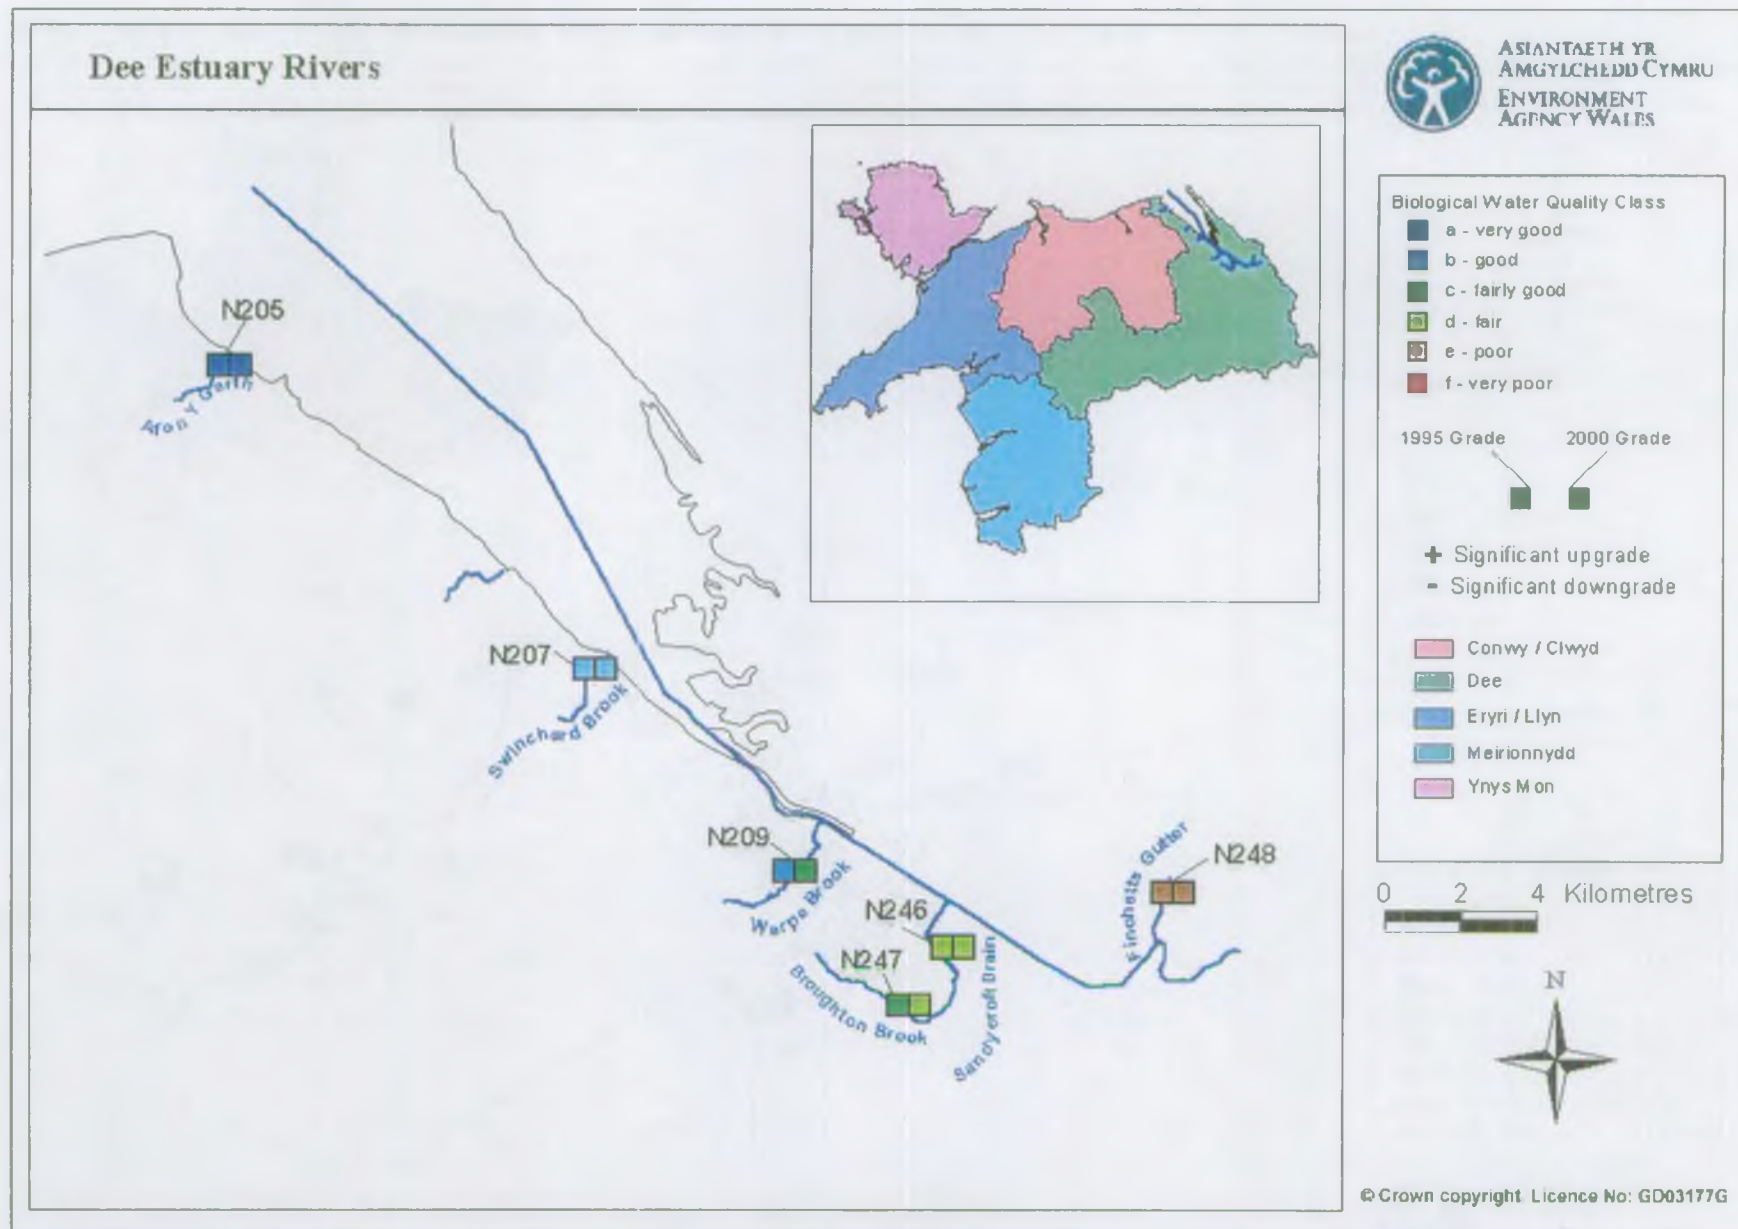 Dee Estuary Rivers
ASIANTAETH YR
AMGYLCHEDD CYMRU
ENVIRONMENT
AGENCY WALES
Biological Water Quality Class
a - very good
b - good
c - fairly good
d - fair
e - poor
f - very poor
1995 Grade
2000 Grade
+ Significant upgrade
- Significant downgrade
Conwy / Clwyd
Dee
Eryri / Llyn
Meirionnydd
Ynys Mon
0 2 4 Kilometres
N
N205
Afon Y Garth
N207
Swinchard Brook
N209
Warpe Brook
N246
Sandycroft Drain
N247
Broughton Brook
N248
Finchetts Gutter
© Crown copyright. Licence No: GD03177G